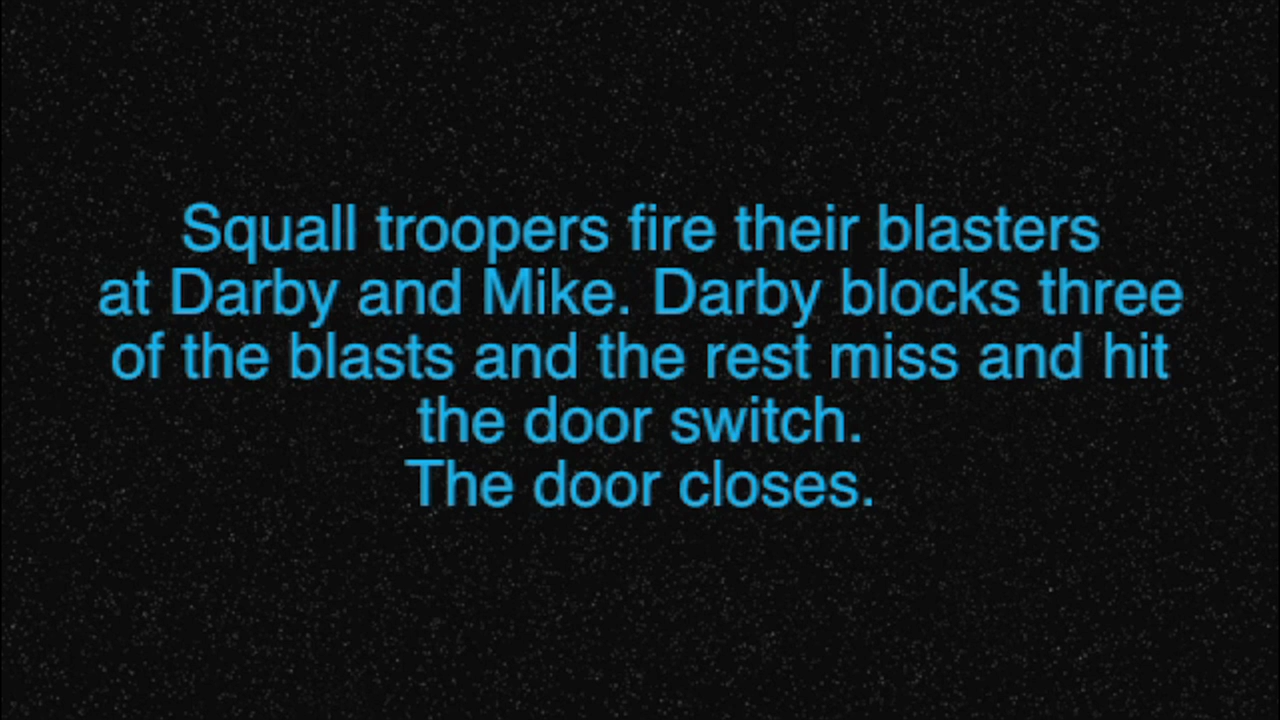 Squall troopers fire their blasters
at Darby and Mike. Darby blocks three
of the blasts and the rest miss and hit
the door switch.
The door closes.